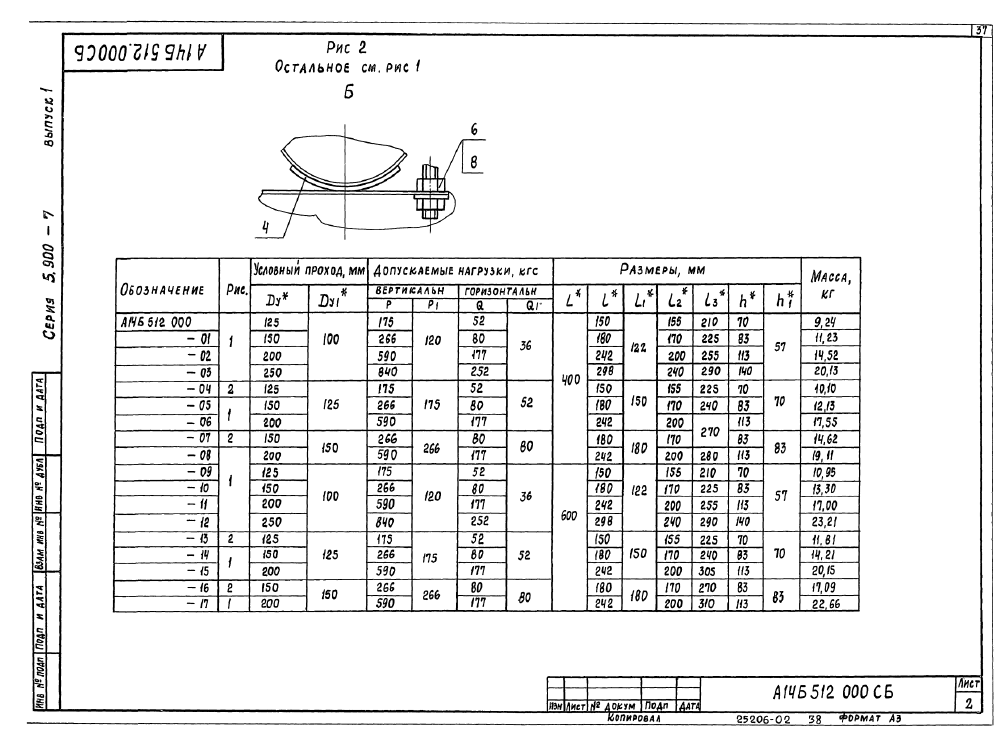 37
А14Б 512.000СБ
Рис 2
Остальное см. рис 1
Б
6
8
4
Серия 5.900 – 7 выпуск 1
Обозначение Рис. Условный проход, мм Допускаемые нагрузки, кгс Размеры, мм Масса, кг
Dу* Dу1* вертикальн горизонтальн L* l* l1* l2* l3* h* h1*
P P1 Q Q1
А14Б 512 000 1 125 100 175 120 52 36 400 150 122 155 210 70 57 9,24
– 01 150 266 80 180 170 225 83 11,23
– 02 200 590 177 242 200 255 113 14,52
– 03 250 840 252 298 240 290 140 20,13
– 04 2 125 125 175 175 52 52 150 150 155 225 70 70 10,10
– 05 1 150 266 80 180 170 240 83 12,13
– 06 200 590 177 242 200 270 113 17,55
– 07 2 150 150 266 266 80 80 180 180 170 83 83 14,62
– 08 1 200 590 177 242 200 280 113 19,11
– 09 125 100 175 120 52 36 600 150 122 155 210 70 57 10,95
– 10 150 266 80 180 170 225 83 13,30
– 11 200 590 177 242 200 255 113 17,00
– 12 250 840 252 298 240 290 140 23,21
– 13 2 125 125 175 175 52 52 150 150 155 225 70 70 11,81
– 14 1 150 266 80 180 170 240 83 14,21
– 15 200 590 177 242 200 305 113 20,15
– 16 2 150 150 266 266 80 80 180 180 170 270 83 83 17,09
– 17 1 200 590 177 242 200 310 113 22,66
Подп и дата
Инв № дубл
Взам. инв №
Подп и дата
Инв № подл
Изм Лист № докум Подп Дата
А14Б 512 000 СБ
Лист
2
Копировал 25206-02 38 Формат А3